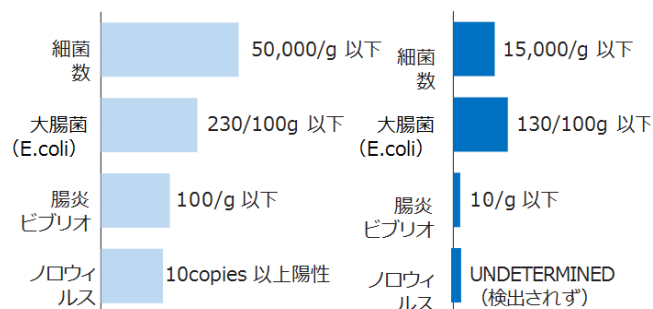 細菌
数
50,000/g 以下
大腸菌
（E.coli）
230/100g 以下
腸炎
ビブリオ
100/g 以下
ノロウィ
ルス
10copies 以上陽性
細菌
数
15,000/g 以下
大腸菌
（E.coli）
130/100g 以下
腸炎
ビブリオ
10/g 以下
ノロウィ
ルス
UNDETERMINED
（検出されず）